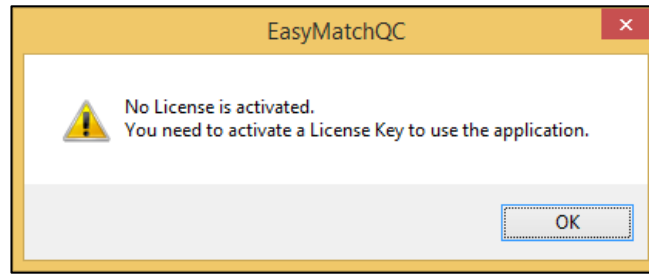 EasyMatchQC
No License is activated.
You need to activate a License Key to use the application.
OK